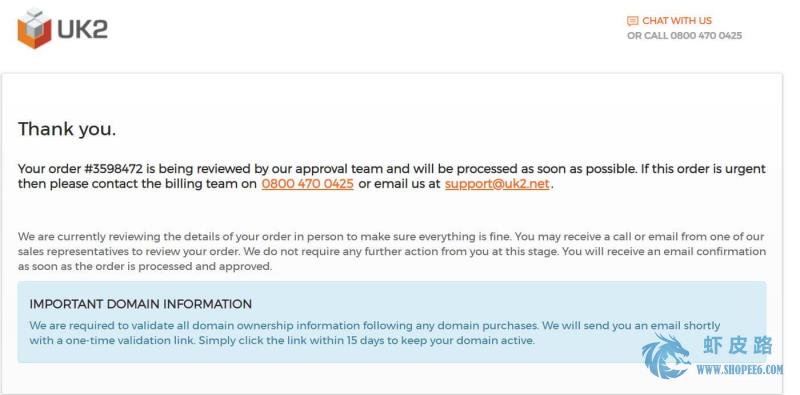 UK2
CHAT WITH US
OR CALL 0800 470 0425
Thank you.
Your order #3598472 is being reviewed by our approval team and will be processed as soon as possible. If this order is urgent
then please contact the billing team on 0800 470 0425 or email us at support@uk2.net.
We are currently reviewing the details of your order in person to make sure everything is fine. You may receive a call or email from one of our
sales representatives to review your order. We do not require any further action from you at this stage. You will receive an email confirmation
as soon as the order is processed and approved.
IMPORTANT DOMAIN INFORMATION
We are required to validate all domain ownership information following any domain purchases. We will send you an email shortly
with a one-time validation link. Simply click the link within 15 days to keep your domain active.
虾皮路
WWW.SHOPEE6.COM